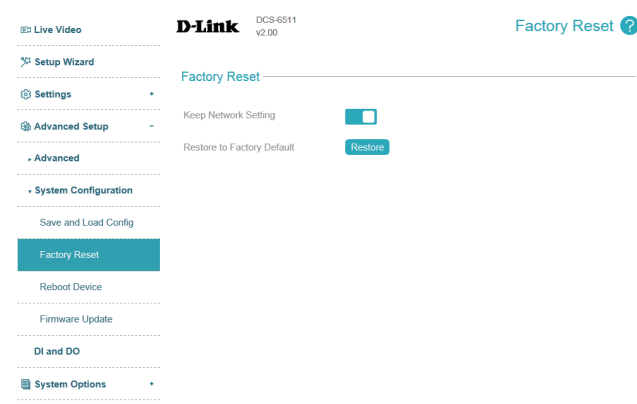 Live Video
Setup Wizard
Settings +
Advanced Setup -
Advanced
System Configuration
Save and Load Config
Factory Reset
Reboot Device
Firmware Update
DI and DO
System Options +
D-Link DCS-6511
v2.00
Factory Reset ?
Factory Reset
Keep Network Setting
Restore to Factory Default Restore